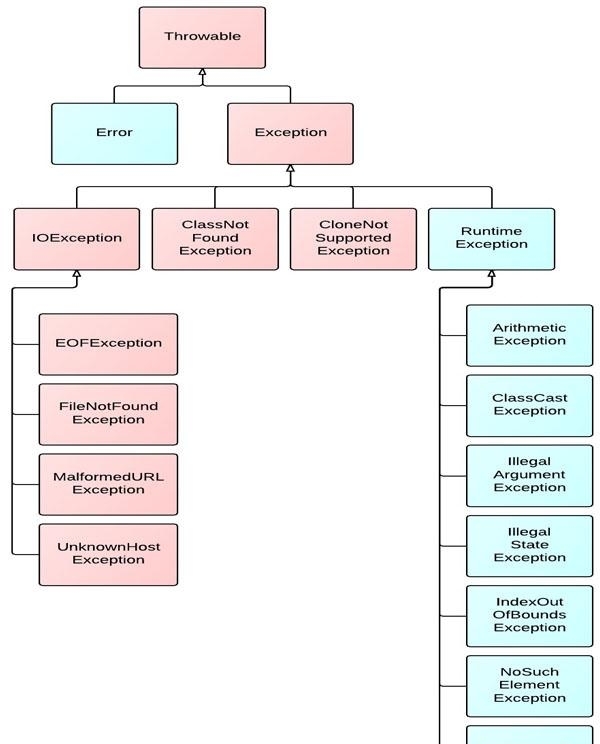 Throwable
Error
Exception
IOException
ClassNot
Found
Exception
CloneNot
Supported
Exception
Runtime
Exception
EOFException
FileNotFound
Exception
MalformedURL
Exception
UnknownHost
Exception
Arithmetic
Exception
ClassCast
Exception
Illegal
Argument
Exception
Illegal
State
Exception
IndexOut
OfBounds
Exception
NoSuch
Element
Exception